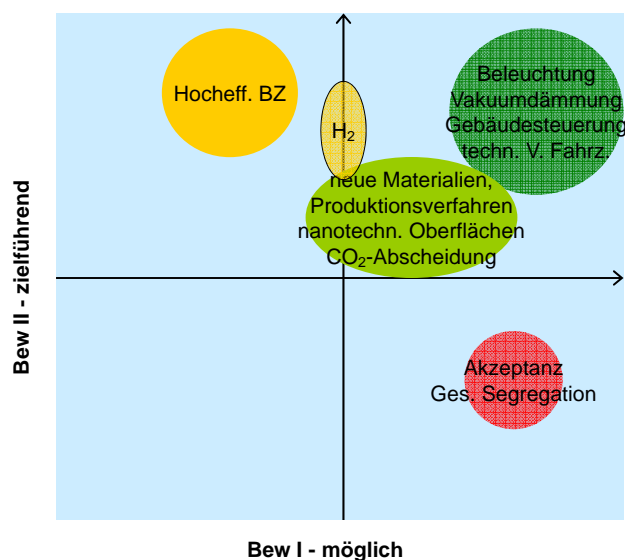 Hocheff. BZ
H₂
Beleuchtung
Vakuumdämmung
Gebäudesteuerung
techn. V. Fahrz.
neue Materialien,
Produktionsverfahren
nanotechn. Oberflächen
CO₂-Abscheidung
Akzeptanz
Ges. Segregation
Bew II - zielführend
Bew I - möglich